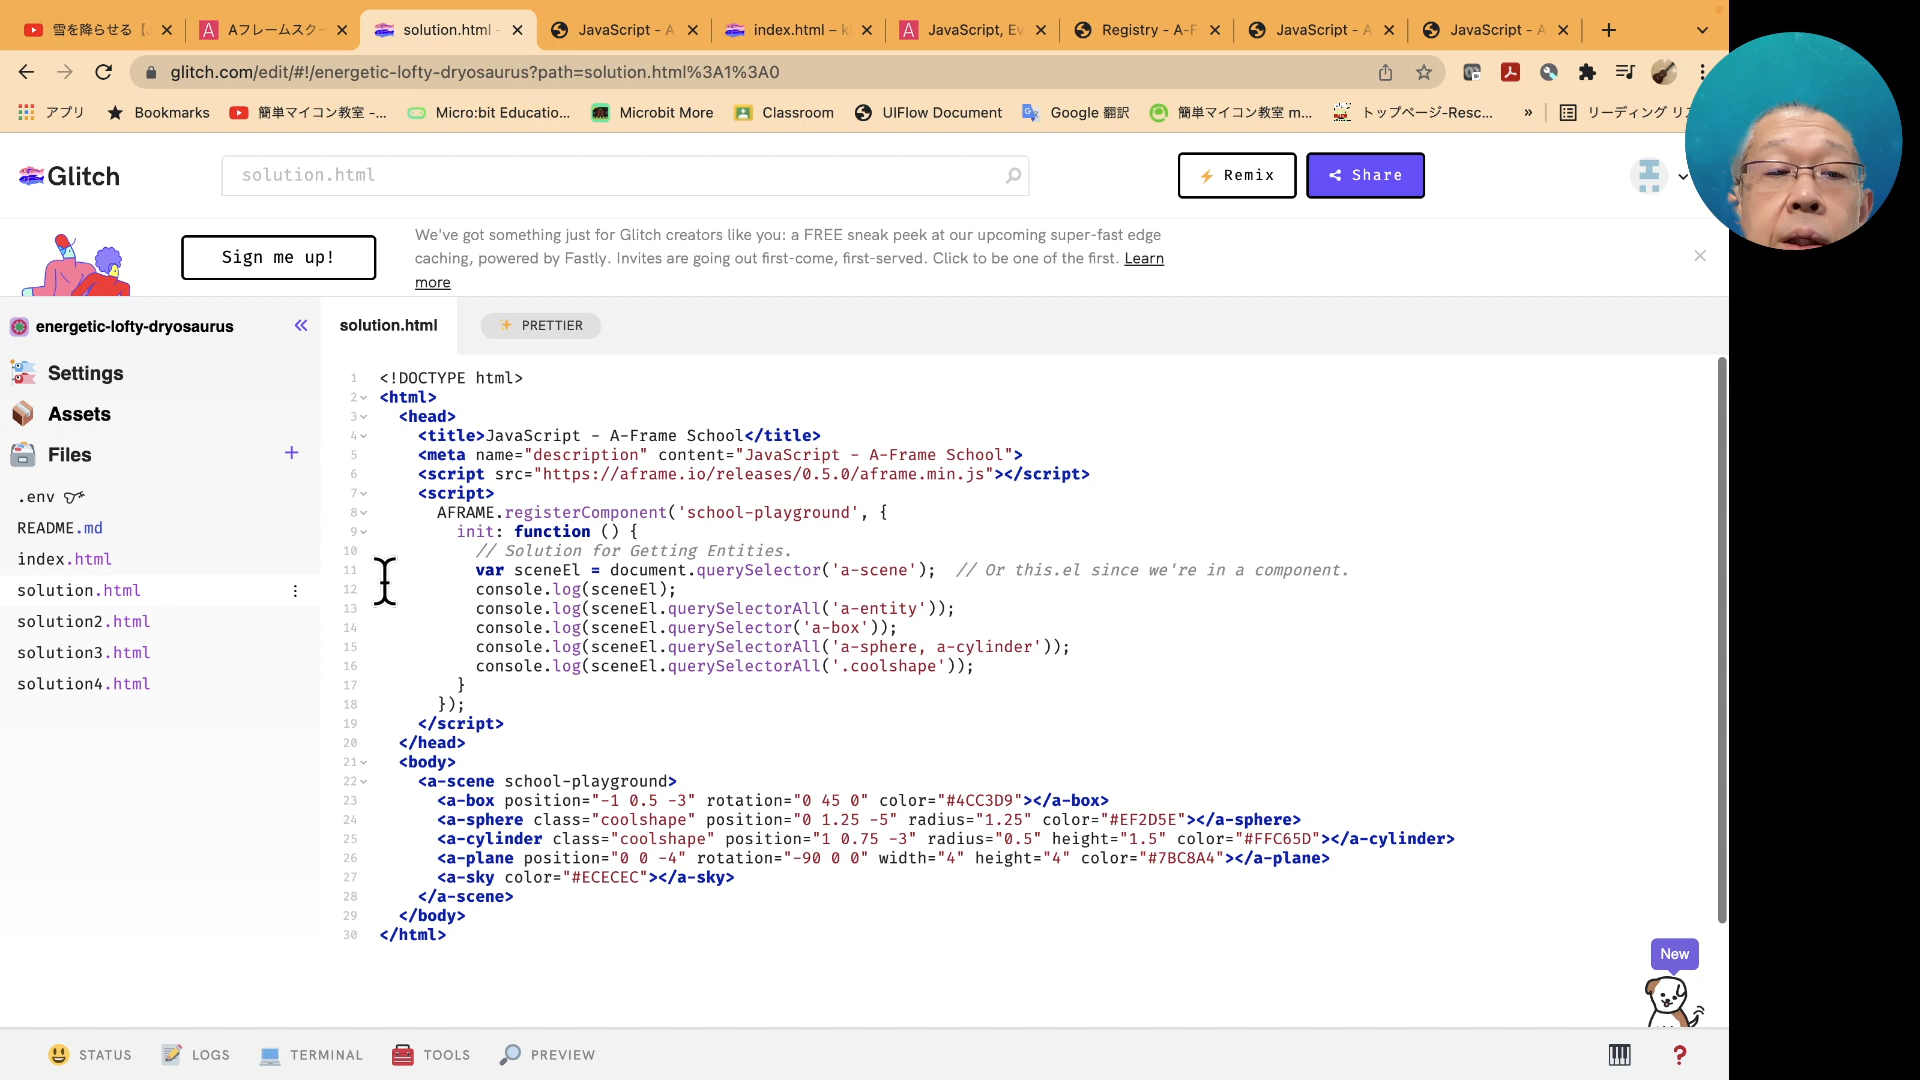 雪を降らせる
Aフレームスク
solution.html -
JavaScript - A
index.html – k
JavaScript, Ev
Registry - A-F
JavaScript - A
JavaScript - A
glitch.com/edit/#!/energetic-lofty-dryosaurus?path=solution.html%3A1%3A0
アプリ
Bookmarks
簡単マイコン教室 -...
Micro:bit Educatio...
Microbit More
Classroom
UIFlow Document
Google 翻訳
簡単マイコン教室 m...
トップページ-Resc...
»
リーディング リス
Glitch
solution.html
Remix
Share
Sign me up!
We've got something just for Glitch creators like you: a FREE sneak peek at our upcoming super-fast edge
caching, powered by Fastly. Invites are going out first-come, first-served. Click to be one of the first. Learn
more
energetic-lofty-dryosaurus
Settings
Assets
Files
.env
README.md
index.html
solution.html
solution2.html
solution3.html
solution4.html
solution.html
PRETTIER
1 <!DOCTYPE html>
2 <html>
3 <head>
4 <title>JavaScript - A-Frame School</title>
5 <meta name="description" content="JavaScript - A-Frame School">
6 <script src="https://aframe.io/releases/0.5.0/aframe.min.js"></script>
7 <script>
8 AFRAME.registerComponent('school-playground', {
9 init: function () {
10 // Solution for Getting Entities.
11 var sceneEl = document.querySelector('a-scene'); // Or this.el since we're in a component.
12 console.log(sceneEl);
13 console.log(sceneEl.querySelectorAll('a-entity'));
14 console.log(sceneEl.querySelector('a-box'));
15 console.log(sceneEl.querySelectorAll('a-sphere, a-cylinder'));
16 console.log(sceneEl.querySelectorAll('.coolshape'));
17 }
18 });
19 </script>
20 </head>
21 <body>
22 <a-scene school-playground>
23 <a-box position="-1 0.5 -3" rotation="0 45 0" color="#4CC3D9"></a-box>
24 <a-sphere class="coolshape" position="0 1.25 -5" radius="1.25" color="#EF2D5E"></a-sphere>
25 <a-cylinder class="coolshape" position="1 0.75 -3" radius="0.5" height="1.5" color="#FFC65D"></a-cylinder>
26 <a-plane position="0 0 -4" rotation="-90 0 0" width="4" height="4" color="#7BC8A4"></a-plane>
27 <a-sky color="#ECECEC"></a-sky>
28 </a-scene>
29 </body>
30 </html>
New
STATUS
LOGS
TERMINAL
TOOLS
PREVIEW
?